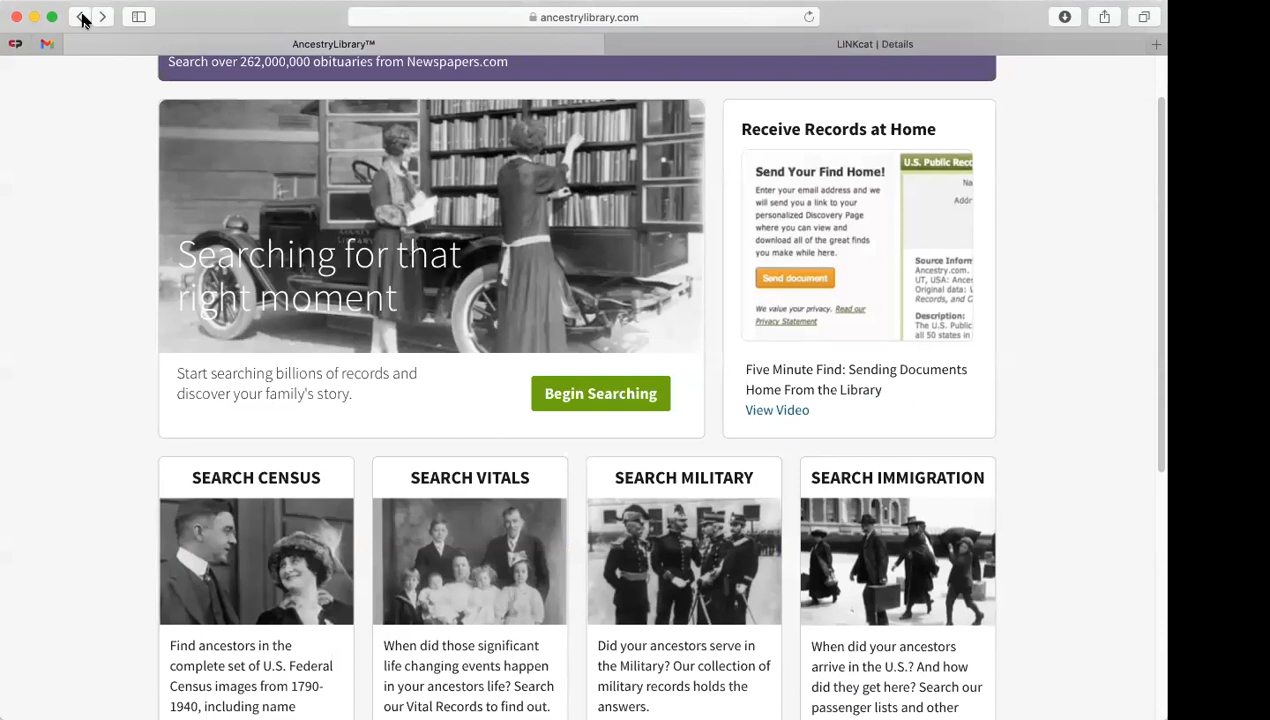 ancestrylibrary.com
AncestryLibrary™
LINKcat | Details
Search over 262,000,000 obituaries from Newspapers.com
Searching for that
right moment
Start searching billions of records and
discover your family's story.
Begin Searching
Receive Records at Home
Send Your Find Home!
Enter your email address and we
will send you a link to your
personalized Discovery Page
where you can view and
download all of the great finds
you make while here.
Send document
We value your privacy. Read our
Privacy Statement
U.S. Public Rec
Na
Addr
Source Inform
Ancestry.com.
UT, USA: Ances
Original data: U
Records, and C
Description:
The U.S. Public
all 50 states in
Five Minute Find: Sending Documents
Home From the Library
View Video
SEARCH CENSUS
Find ancestors in the
complete set of U.S. Federal
Census images from 1790-
1940, including name
SEARCH VITALS
When did those significant
life changing events happen
in your ancestors life? Search
our Vital Records to find out.
SEARCH MILITARY
Did your ancestors serve in
the Military? Our collection of
military records holds the
answers.
SEARCH IMMIGRATION
When did your ancestors
arrive in the U.S.? And how
did they get here? Search our
passenger lists and other